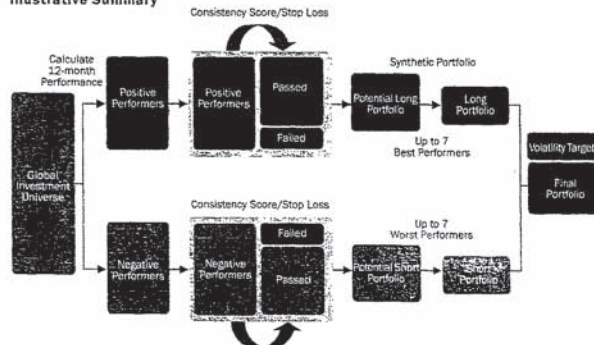 Illustrative Summary
Consistency Score/Stop Loss
Calculate
12-month
Performance
Positive
Performers
Positive
Performers
Passed
Failed
Synthetic Portfolio
Potential Long
Portfolio
Long
Portfolio
Up to 7
Best Performers
Global
Investment
Universe
Volatility Target
Final
Portfolio
Consistency Score/Stop Loss
Negative
Performers
Negative
Performers
Failed
Passed
Up to 7
Worst Performers
Potential Short
Portfolio
Short
Portfolio